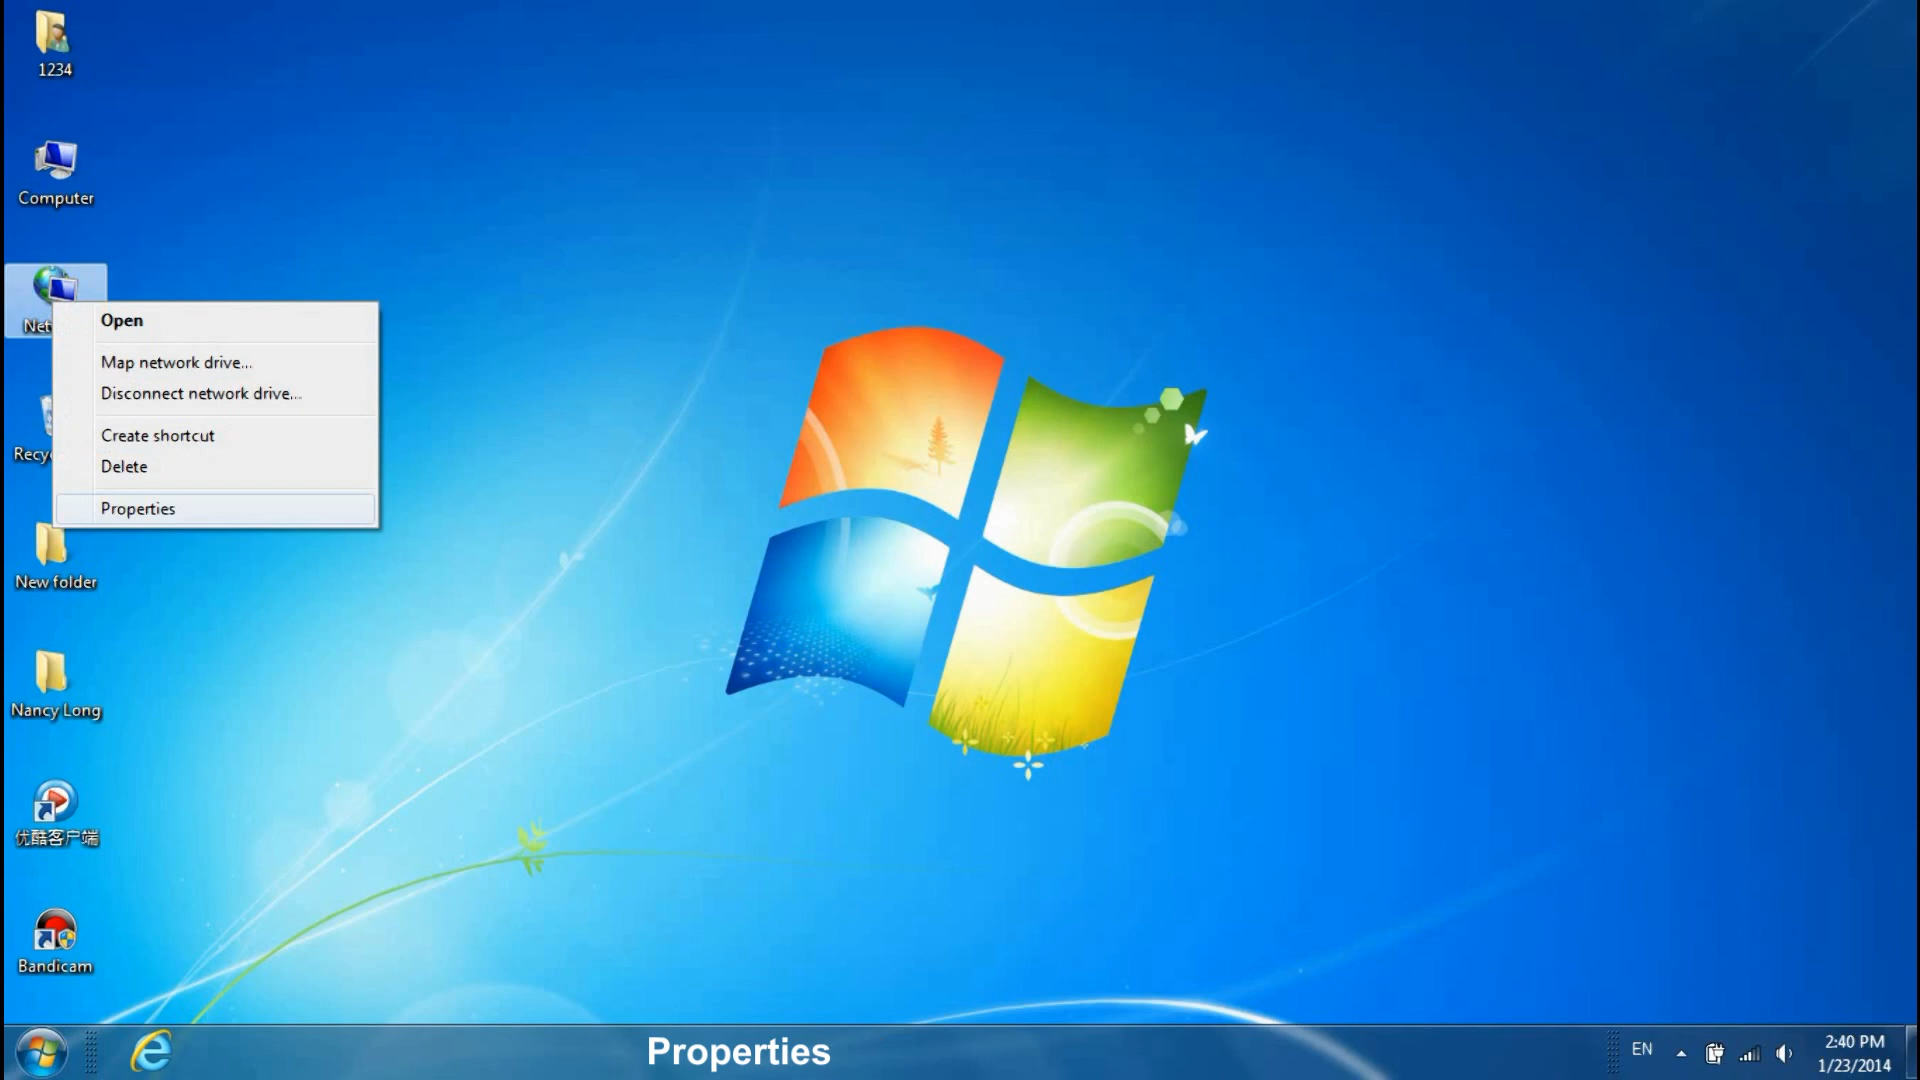 1234
Computer
Net
Open
Map network drive...
Disconnect network drive...
Create shortcut
Delete
Properties
Recy
New folder
Nancy Long
优酷客户端
Bandicam
Properties
EN
2:40 PM
1/23/2014